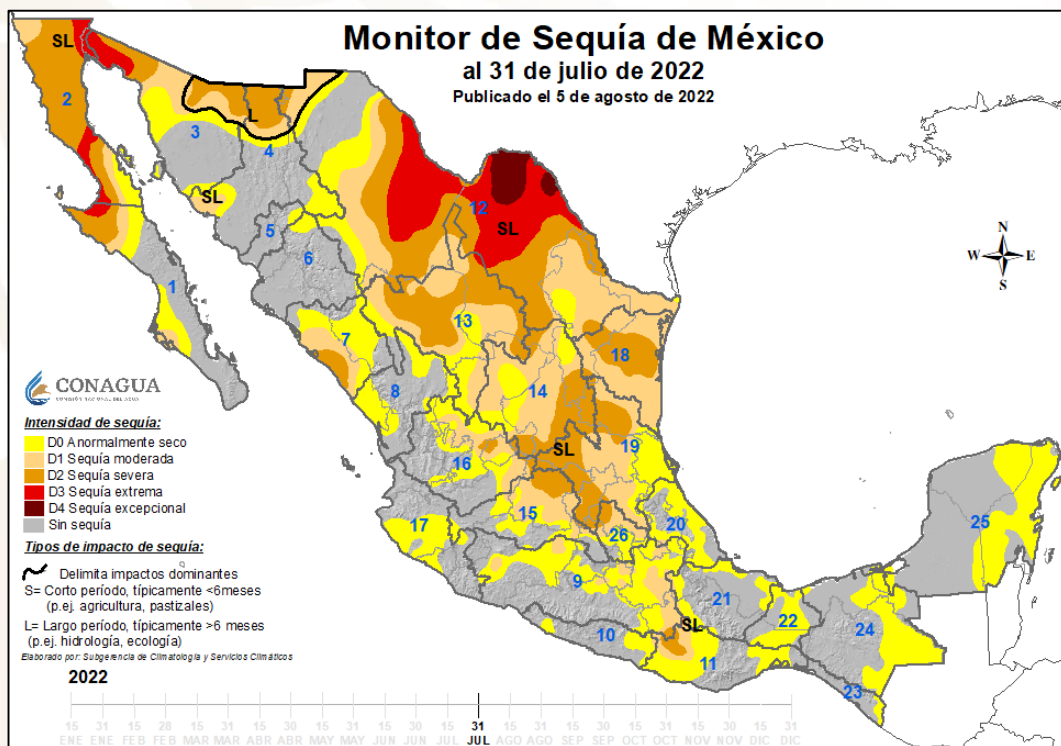 Monitor de Sequía de México
al 31 de julio de 2022
Publicado el 5 de agosto de 2022
SL
2
3
L
4
SL
12
SL
5
6
1
7
13
18
8
14
SL
19
16
15
17
20
26
25
9
21
SL
22
10
11
24
23
N
W E
S
CONAGUA
COMISIÓN NACIONAL DEL AGUA
Intensidad de sequía:
D0 Anormalmente seco
D1 Sequía moderada
D2 Sequía severa
D3 Sequía extrema
D4 Sequía excepcional
Sin sequía
Tipos de impacto de sequía:
Delimita impactos dominantes
S= Corto período, típicamente <6meses
(p.ej. agricultura, pastizales)
L= Largo período, típicamente >6 meses
(p.ej. hidrología, ecología)
Elaborado por: Subgerencia de Climatología y Servicios Climáticos
2022
15 31 15 28 15 31 15 30 15 31 15 30 15 31 15 31 15 30 15 31 15 30 15 31
ENE ENE FEB FEB MAR MAR ABR ABR MAY MAY JUN JUN JUL JUL AGO AGO SEP SEP OCT OCT NOV NOV DIC DIC